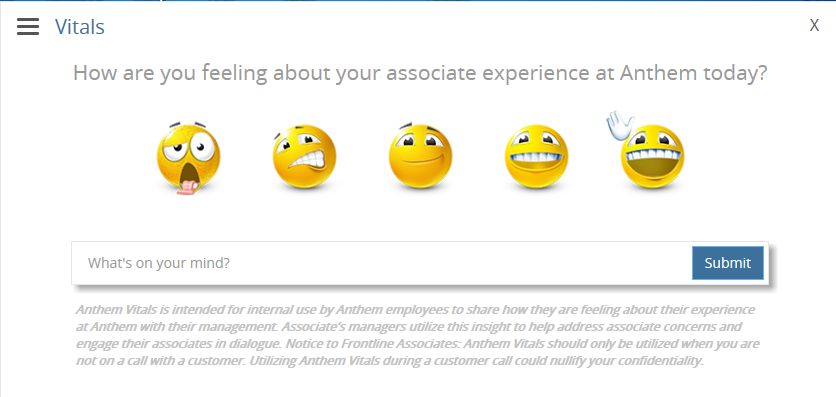 Vitals
X
How are you feeling about your associate experience at Anthem today?
What's on your mind?
Submit
Anthem Vitals is intended for internal use by Anthem employees to share how they are feeling about their experience
at Anthem with their management. Associate's managers utilize this insight to help address associate concerns and
engage their associates in dialogue. Notice to Frontline Associates: Anthem Vitals should only be utilized when you are
not on a call with a customer. Utilizing Anthem Vitals during a customer call could nullify your confidentiality.